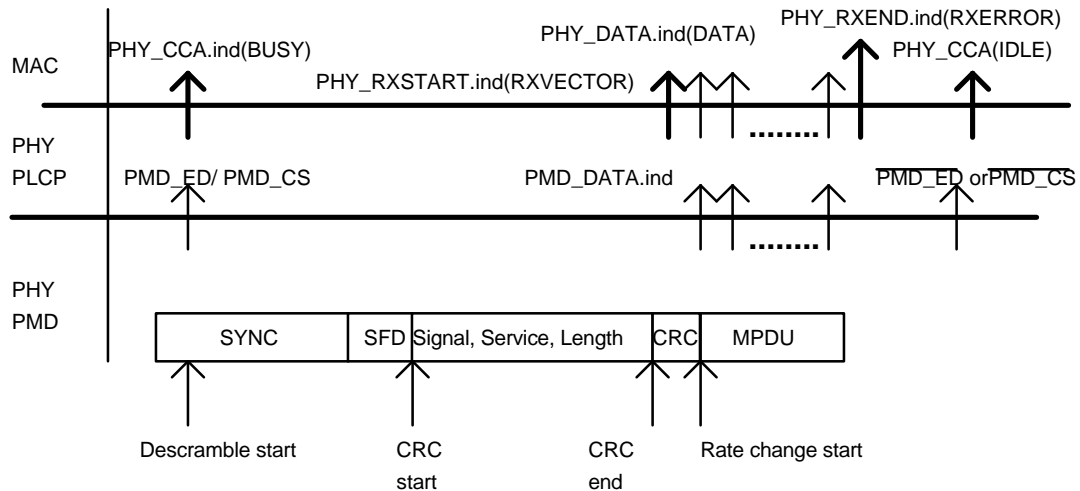 PHY_RXEND.ind(RXERROR)
PHY_DATA.ind(DATA)
PHY_CCA.ind(BUSY)
PHY_CCA(IDLE)
MAC
PHY_RXSTART.ind(RXVECTOR)
........
PHY
PLCP
PMD_ED/ PMD_CS
PMD_DATA.ind
PMD_ED orPMD_CS
........
PHY
PMD
SYNC
SFD
Signal, Service, Length
CRC
MPDU
Descramble start
CRC
start
CRC
end
Rate change start